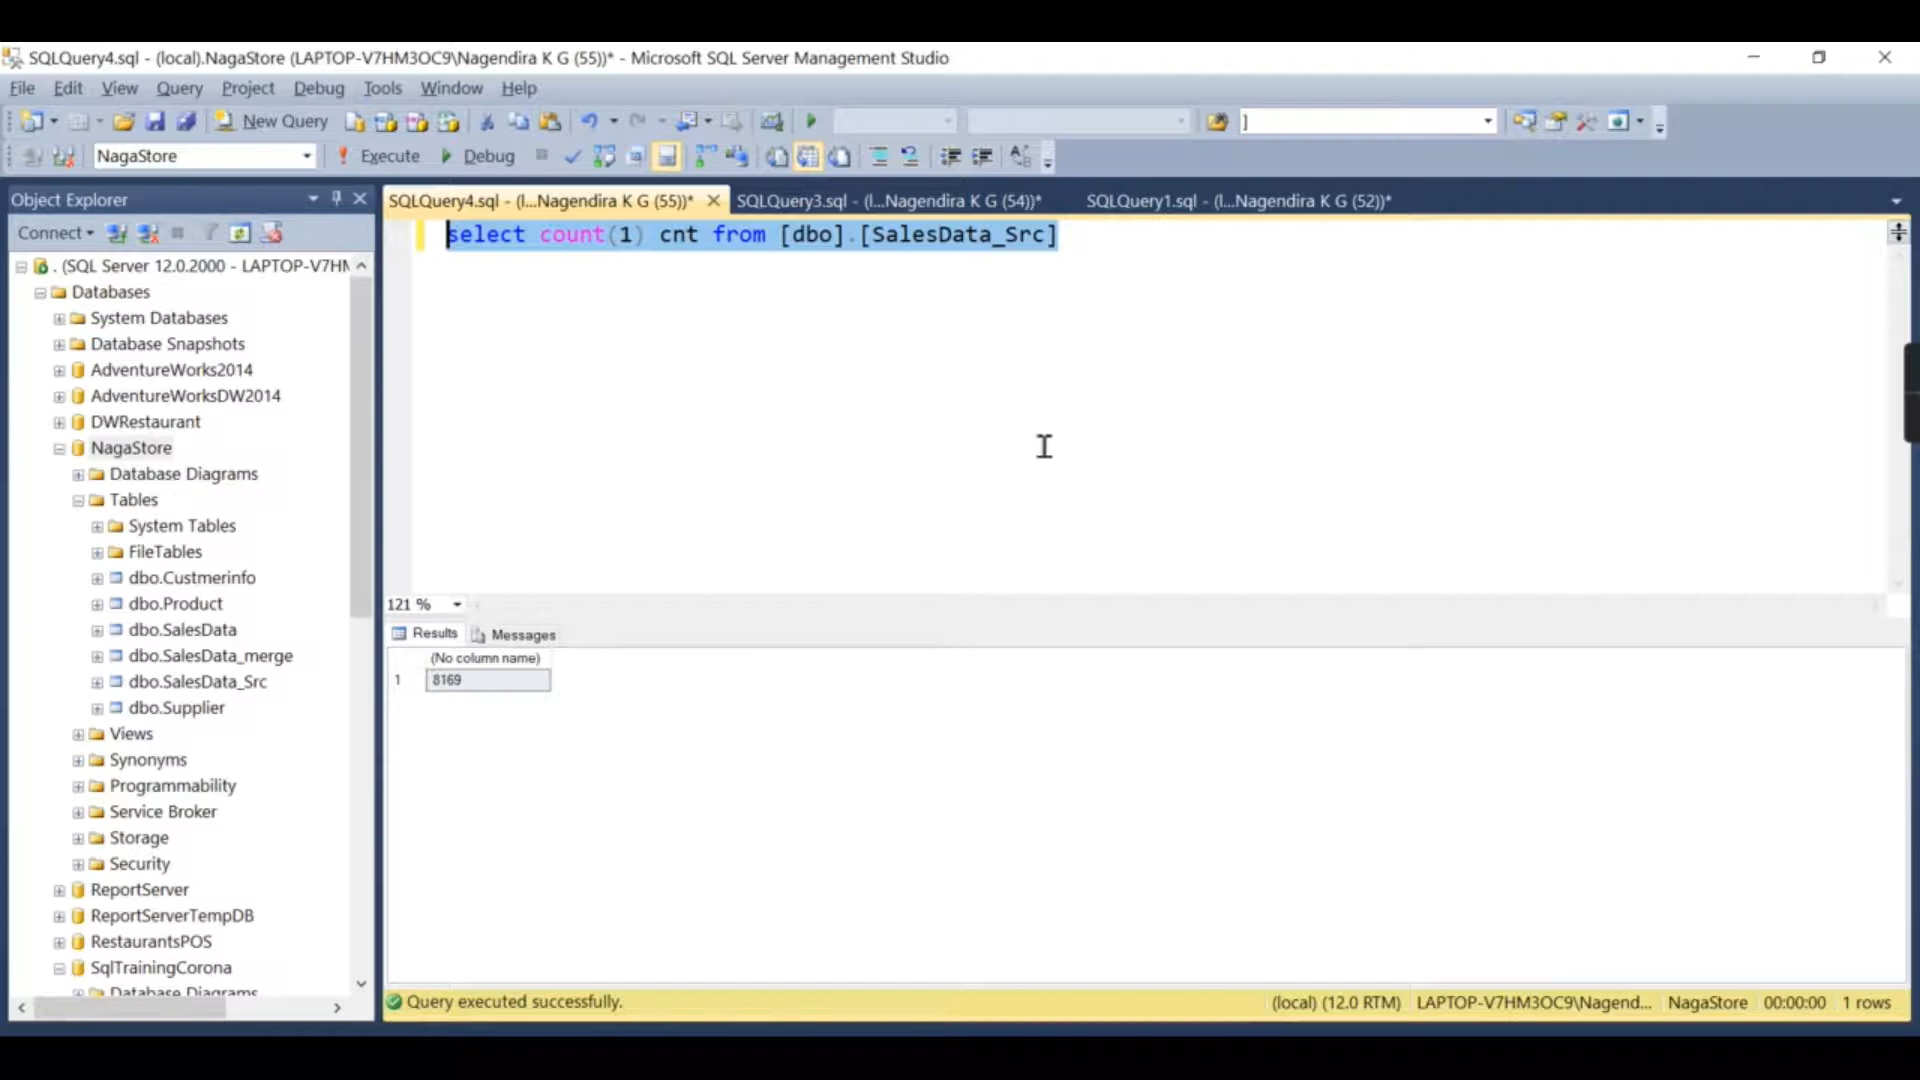 SQLQuery4.sql - (local).NagaStore (LAPTOP-V7HM3OC9\Nagendira K G (55))* - Microsoft SQL Server Management Studio
File Edit View Query Project Debug Tools Window Help
New Query ]
NagaStore Execute Debug
Object Explorer
SQLQuery4.sql - (l...Nagendira K G (55))* SQLQuery3.sql - (l...Nagendira K G (54))* SQLQuery1.sql - (l...Nagendira K G (52))*
Connect
select count(1) cnt from [dbo].[SalesData_Src]
. (SQL Server 12.0.2000 - LAPTOP-V7HM
Databases
System Databases
Database Snapshots
AdventureWorks2014
AdventureWorksDW2014
DWRestaurant
NagaStore
Database Diagrams
Tables
System Tables
FileTables
dbo.Custmerinfo
dbo.Product
dbo.SalesData
dbo.SalesData_merge
dbo.SalesData_Src
dbo.Supplier
Views
Synonyms
Programmability
Service Broker
Storage
Security
ReportServer
ReportServerTempDB
RestaurantsPOS
SqlTrainingCorona
Database Diagrams
121 %
Results Messages
(No column name)
1 8169
Query executed successfully. (local) (12.0 RTM) LAPTOP-V7HM3OC9\Nagend... NagaStore 00:00:00 1 rows